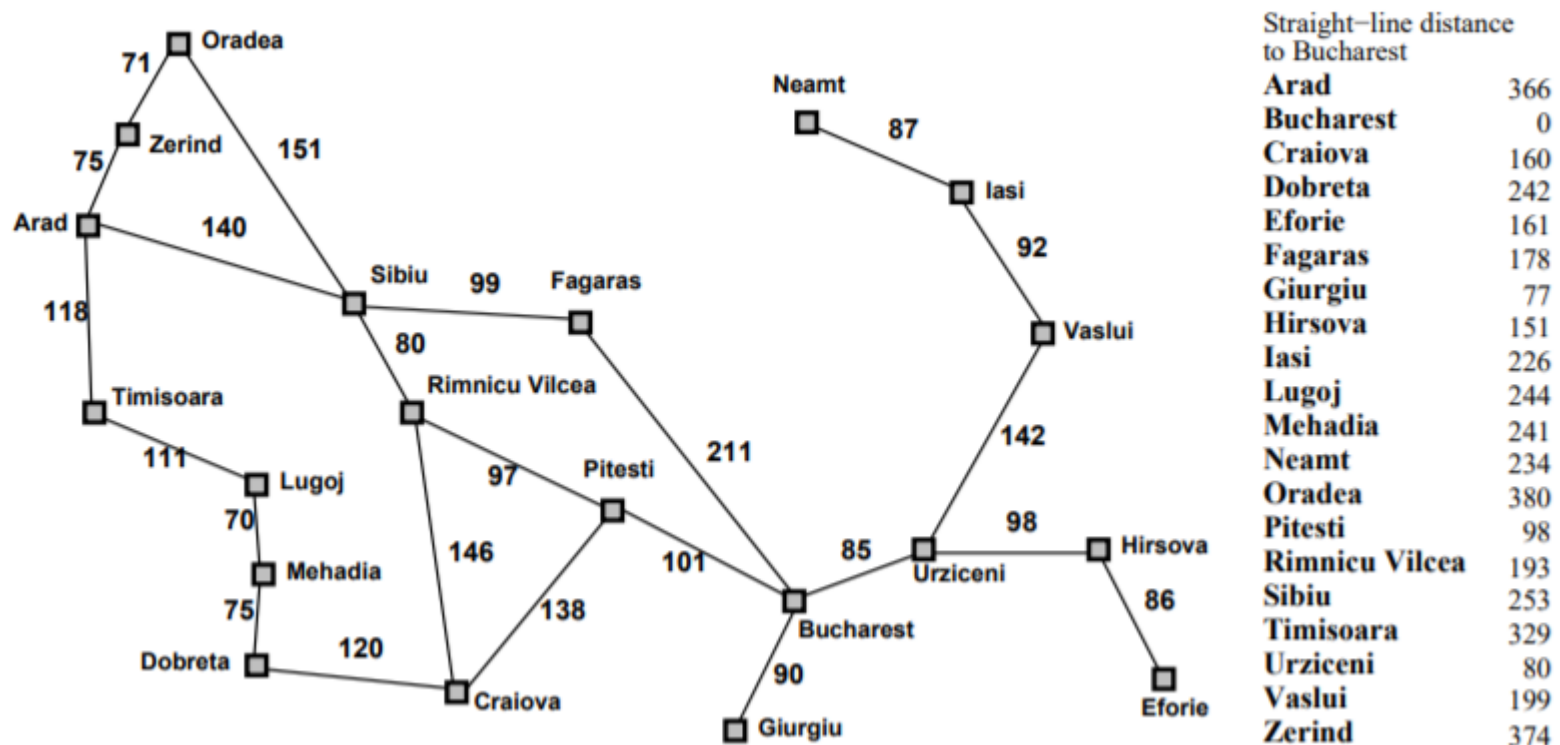 Oradea
71
Neamt
87
Zerind
151
75
Iasi
Arad
140
92
Sibiu
99
Fagaras
118
80
Vaslui
Timisoara
Rimnicu Vilcea
211
142
111
Lugoj
97
Pitesti
70
98
146
101
85
Hirsova
Mehadia
Urziceni
75
138
86
120
Bucharest
Dobreta
90
Craiova
Giurgiu
Eforie
Straight−line distance
to Bucharest
Arad 366
Bucharest 0
Craiova 160
Dobreta 242
Eforie 161
Fagaras 178
Giurgiu 77
Hirsova 151
Iasi 226
Lugoj 244
Mehadia 241
Neamt 234
Oradea 380
Pitesti 98
Rimnicu Vilcea 193
Sibiu 253
Timisoara 329
Urziceni 80
Vaslui 199
Zerind 374